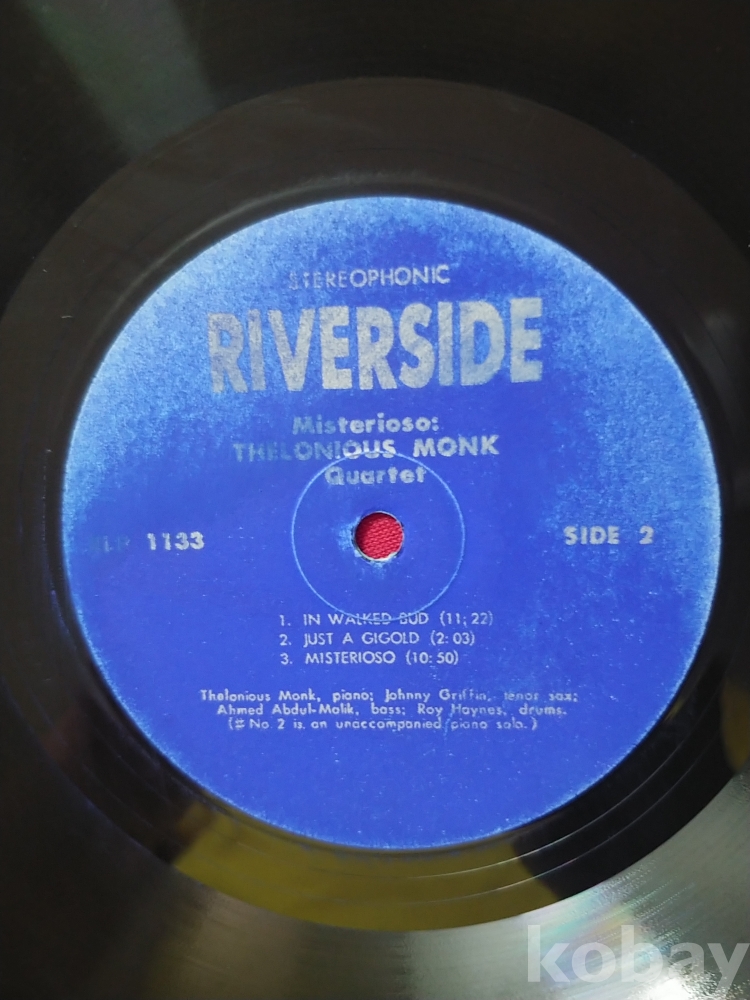 STEREOPHONIC
RIVERSIDE
Misterioso:
THELONIOUS MONK
Quartet
1133
SIDE 2
1. IN WALKED BUD (11;22)
2. JUST A GIGOLD (2:03)
3. MISTERIOSO (10:50)
Thelonious Monk, piano; Johnny Griffin, tenor sax;
Ahmed Abdul-Malik, bass; Roy Haynes, drums.
(# No. 2 is an unaccompanied piano solo.)
kobay